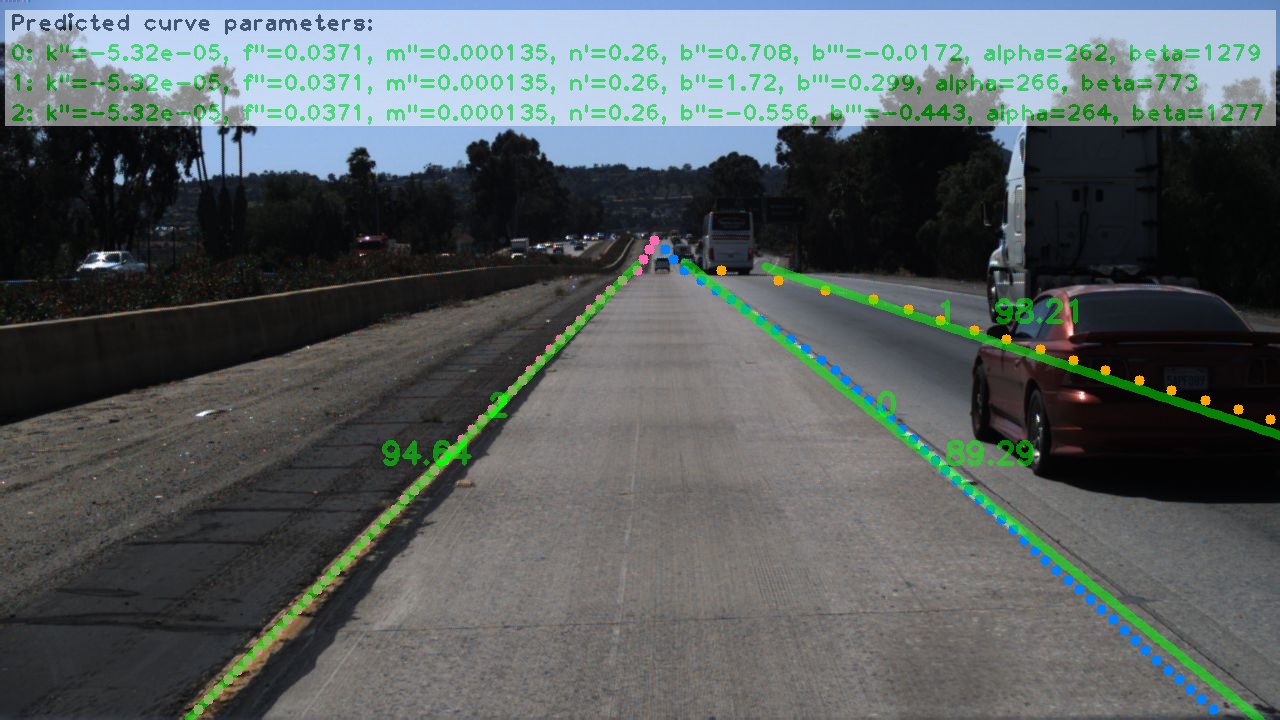 Predicted curve parameters:
0: k''=-5.32e-05, f''=0.0371, m''=0.000135, n'=0.26, b''=0.708, b'''=-0.0172, alpha=262, beta=1279
1: k''=-5.32e-05, f''=0.0371, m''=0.000135, n'=0.26, b''=1.72, b'''=0.299, alpha=266, beta=773
2: k''=-5.32e-05, f''=0.0371, m''=0.000135, n'=0.26, b''=-0.556, b'''=-0.443, alpha=264, beta=1277
1 98.21
2
0
94.64
89.29